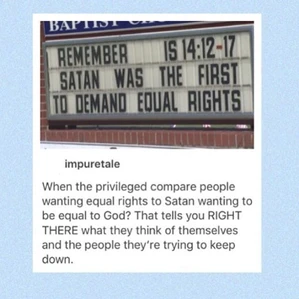 BAPTIST
REMEMBER IS 14:12-17
SATAN WAS THE FIRST
TO DEMAND EQUAL RIGHTS
impuretale
When the privileged compare people
wanting equal rights to Satan wanting to
be equal to God? That tells you RIGHT
THERE what they think of themselves
and the people they're trying to keep
down.